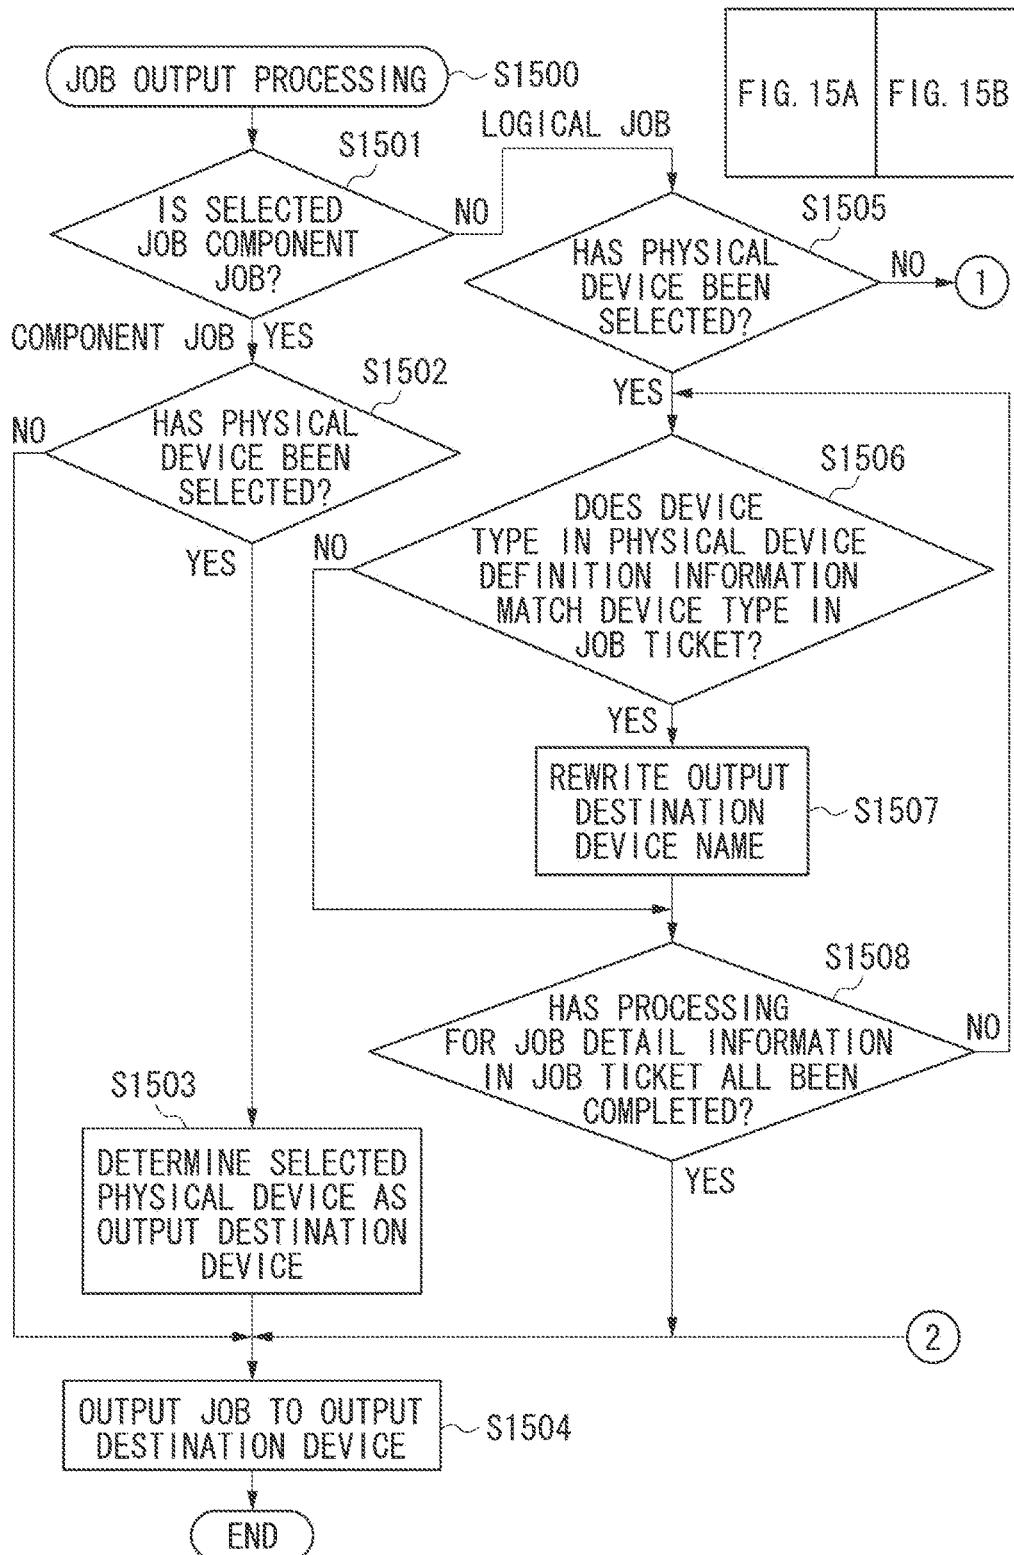 FIG. 15A
FIG. 15B
JOB OUTPUT PROCESSING
S1500
LOGICAL JOB
S1501
IS SELECTED
JOB COMPONENT
JOB?
NO
COMPONENT JOB
YES
S1505
HAS PHYSICAL
DEVICE BEEN
SELECTED?
NO
1
YES
S1502
HAS PHYSICAL
DEVICE BEEN
SELECTED?
NO
YES
S1506
DOES DEVICE
TYPE IN PHYSICAL DEVICE
DEFINITION INFORMATION
MATCH DEVICE TYPE IN
JOB TICKET?
NO
YES
REWRITE OUTPUT
DESTINATION
DEVICE NAME
S1507
S1508
HAS PROCESSING
FOR JOB DETAIL INFORMATION
IN JOB TICKET ALL BEEN
COMPLETED?
NO
YES
S1503
DETERMINE SELECTED
PHYSICAL DEVICE AS
OUTPUT DESTINATION
DEVICE
2
OUTPUT JOB TO OUTPUT
DESTINATION DEVICE
S1504
END